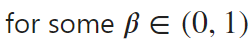 for some β ∈ (0, 1)